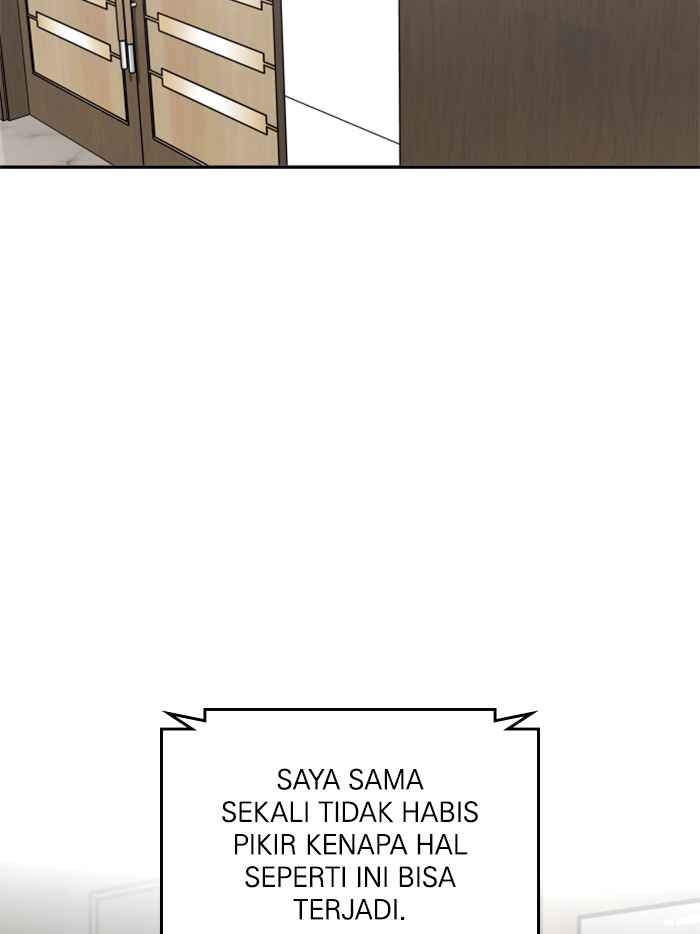 SAYA SAMA
SEKALI TIDAK HABIS
PIKIR KENAPA HAL
SEPERTI INI BISA
TERJADI.